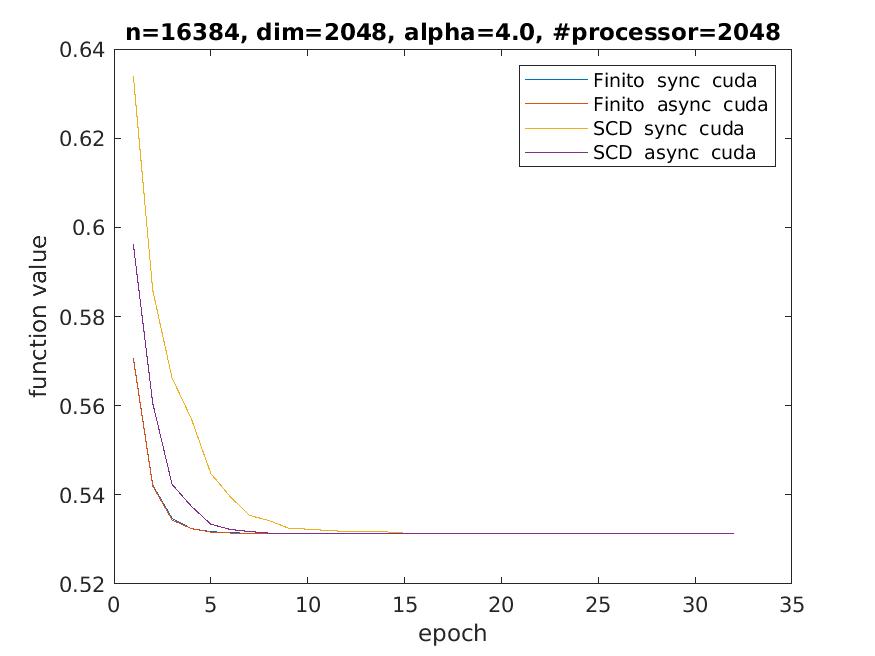 n=16384, dim=2048, alpha=4.0, #processor=2048
0.64
0.62
0.6
0.58
0.56
0.54
0.52
function value
Finito sync cuda
Finito async cuda
SCD sync cuda
SCD async cuda
0 5 10 15 20 25 30 35
epoch